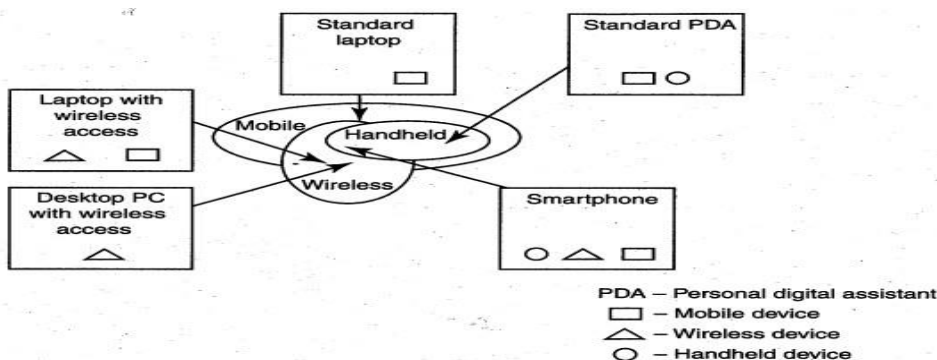 Standard
laptop
Standard PDA
Laptop with
wireless
access
Mobile
Handheld
Wireless
Desktop PC
with wireless
access
Smartphone
PDA – Personal digital assistant
– Mobile device
– Wireless device
– Handheld device